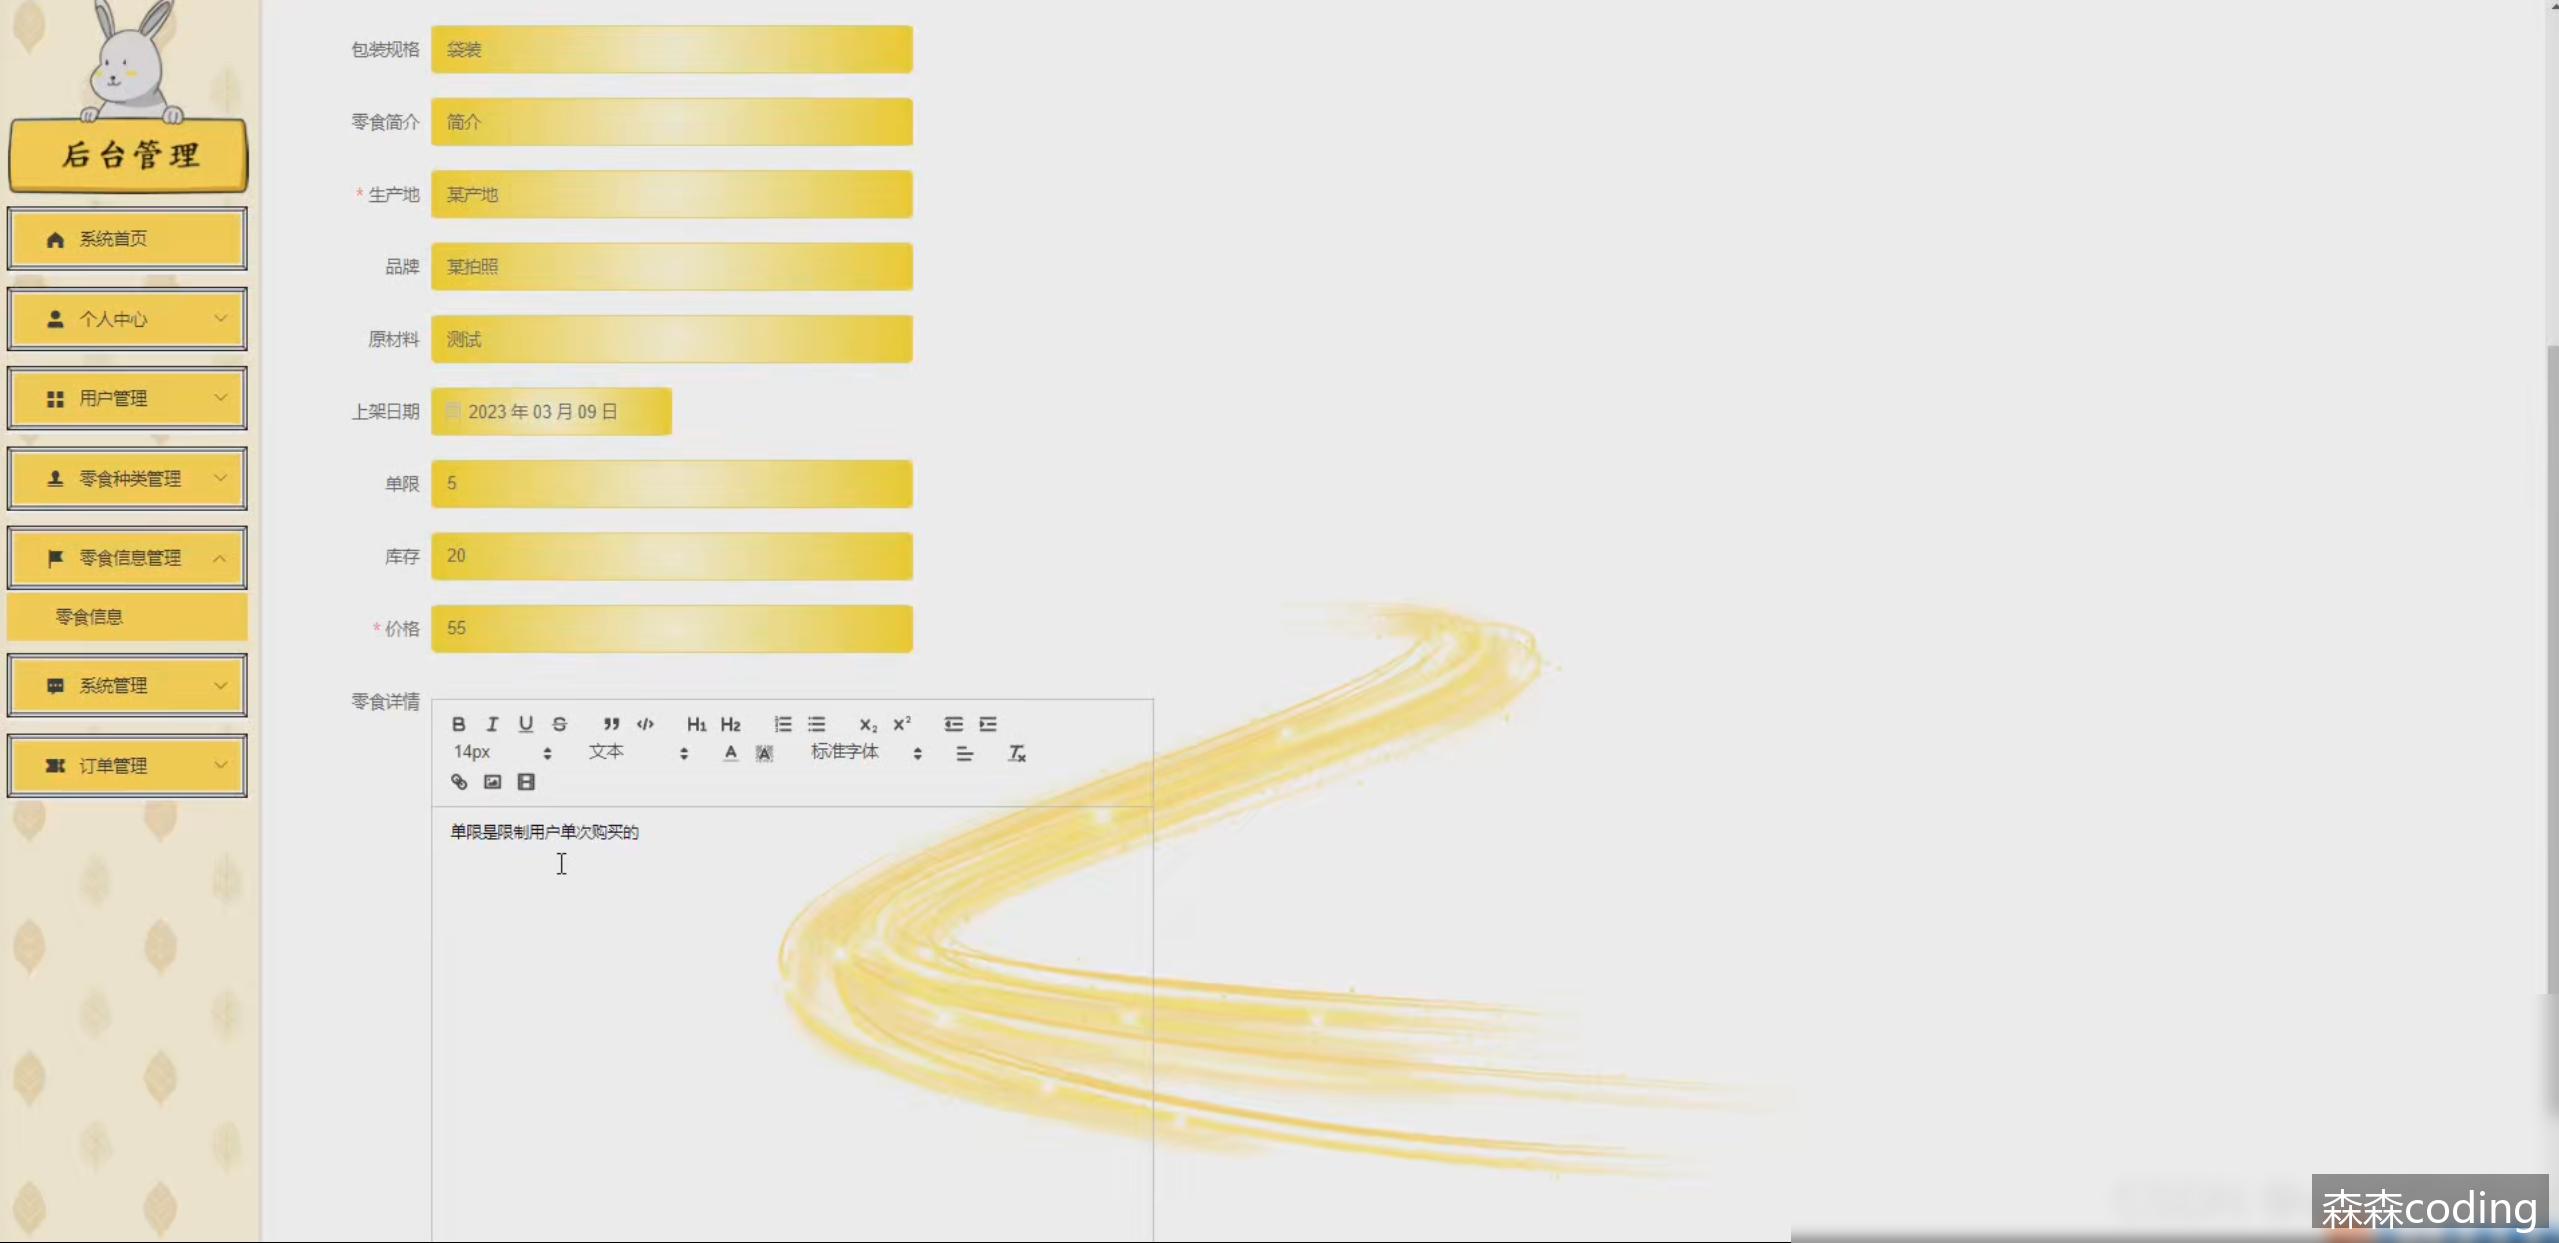 后台管理
系统首页
个人中心
用户管理
零食种类管理
零食信息管理
零食信息
系统管理
订单管理
包装规格 袋装
零食简介 简介
* 生产地 某产地
品牌 某拍照
原材料 测试
上架日期 2023 年 03 月 09 日
单限 5
库存 20
* 价格 55
零食详情
B I U S ” </> H1 H2 X₂ X²
14px 文本 A A 标准字体
单限是限制用户单次购买的
森森coding